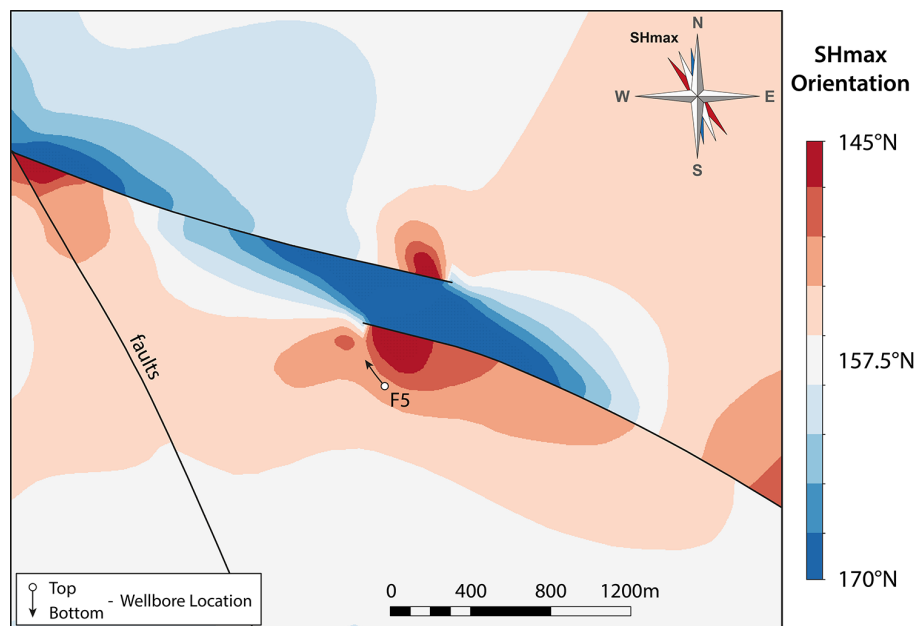 SHmax
N
W
E
S
SHmax
Orientation
145°N
157.5°N
170°N
faults
F5
Top
Bottom
- Wellbore Location
0 400 800 1200m